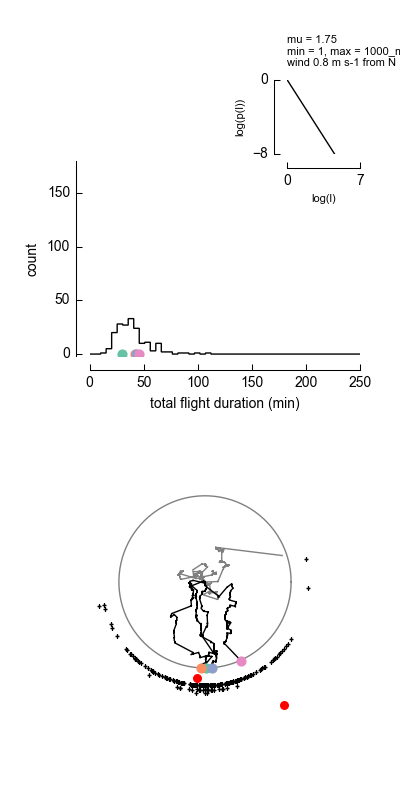 mu = 1.75
min = 1, max = 1000_m
wind 0.8 m s-1 from N
0
log(p(l))
−8
0 7
log(l)
150
100
50
0
count
0 50 100 150 200 250
total flight duration (min)